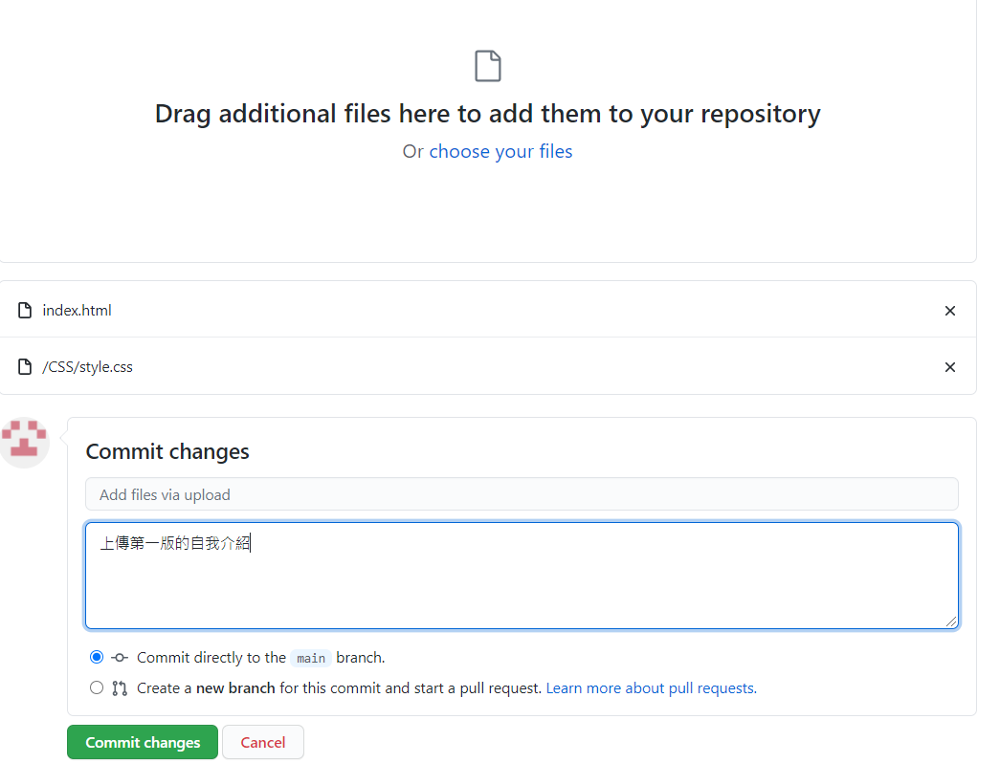 Drag additional files here to add them to your repository
Or choose your files
index.html
/CSS/style.css
Commit changes
Add files via upload
上傳第一版的自我介紹
Commit directly to the main branch.
Create a new branch for this commit and start a pull request. Learn more about pull requests.
Commit changes Cancel